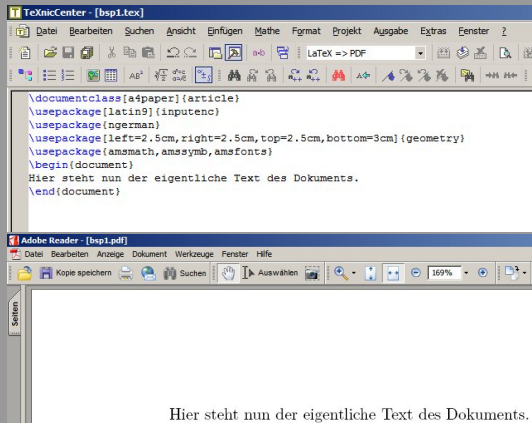 TeXnicCenter - [bsp1.tex]
Datei Bearbeiten Suchen Ansicht Einfügen Mathe Format Projekt Ausgabe Extras Fenster ?
LaTeX => PDF
\documentclass[a4paper]{article}
\usepackage[latin9]{inputenc}
\usepackage{ngerman}
\usepackage[left=2.5cm,right=2.5cm,top=2.5cm,bottom=3cm]{geometry}
\usepackage{amsmath,amssymb,amsfonts}
\begin{document}
Hier steht nun der eigentliche Text des Dokuments.
\end{document}
Adobe Reader - [bsp1.pdf]
Datei Bearbeiten Anzeige Dokument Werkzeuge Fenster Hilfe
Kopie speichern Suchen Auswählen 169%
Seiten
Hier steht nun der eigentliche Text des Dokuments.